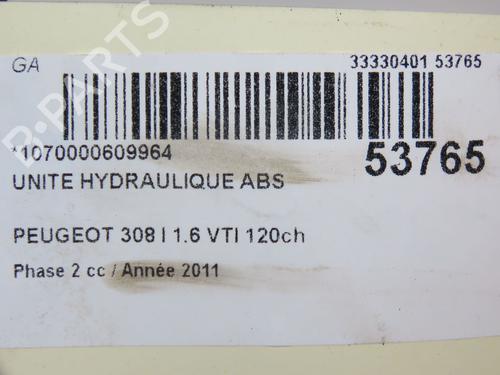 GA
33330401 53765
*1070000609964
53765
UNITE HYDRAULIQUE ABS
PEUGEOT 308 I 1.6 VTI 120ch
Phase 2 cc / Année 2011
B-PARTS